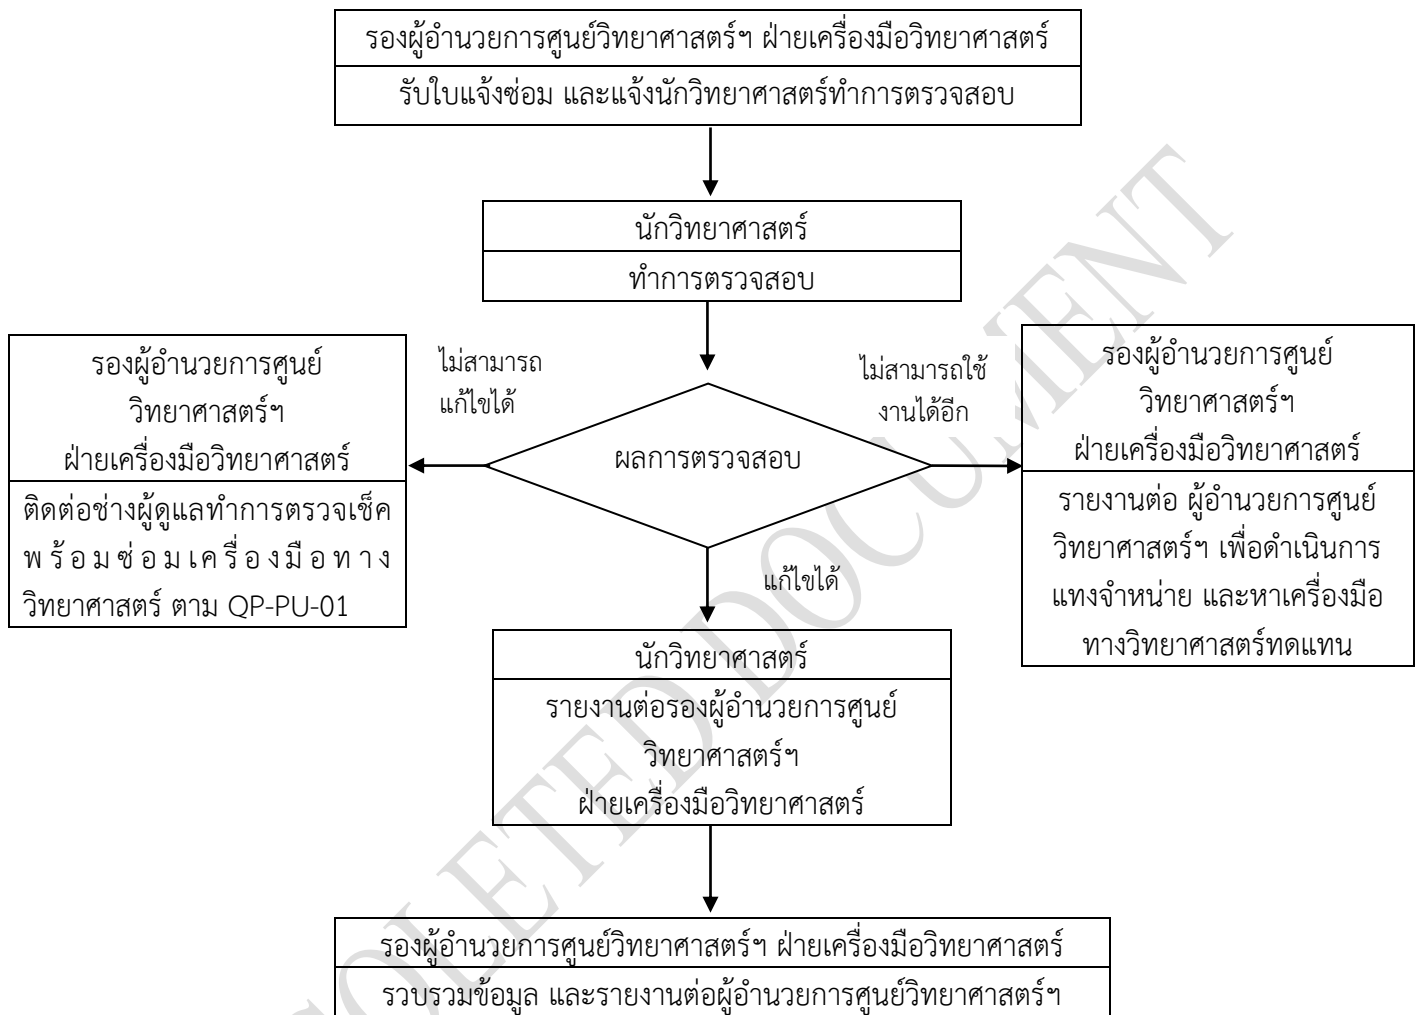 รองผู้อำนวยการศูนย์วิทยาศาสตร์ฯ ฝ่ายเครื่องมือวิทยาศาสตร์
รับใบแจ้งซ่อม และแจ้งนักวิทยาศาสตร์ทำการตรวจสอบ
นักวิทยาศาสตร์
ทำการตรวจสอบ
รองผู้อำนวยการศูนย์
วิทยาศาสตร์ฯ
ฝ่ายเครื่องมือวิทยาศาสตร์
ติดต่อช่างผู้ดูแลทำการตรวจเช็ค
พร้อมซ่อมเครื่องมือทาง
วิทยาศาสตร์ ตาม QP-PU-01
ไม่สามารถ
แก้ไขได้
ผลการตรวจสอบ
ไม่สามารถใช้
งานได้อีก
รองผู้อำนวยการศูนย์
วิทยาศาสตร์ฯ
ฝ่ายเครื่องมือวิทยาศาสตร์
รายงานต่อ ผู้อำนวยการศูนย์
วิทยาศาสตร์ฯ เพื่อดำเนินการ
แทงจำหน่าย และหาเครื่องมือ
ทางวิทยาศาสตร์ทดแทน
แก้ไขได้
นักวิทยาศาสตร์
รายงานต่อรองผู้อำนวยการศูนย์
วิทยาศาสตร์ฯ
ฝ่ายเครื่องมือวิทยาศาสตร์
รองผู้อำนวยการศูนย์วิทยาศาสตร์ฯ ฝ่ายเครื่องมือวิทยาศาสตร์
รวบรวมข้อมูล และรายงานต่อผู้อำนวยการศูนย์วิทยาศาสตร์ฯ
OLETED DOCUMENT